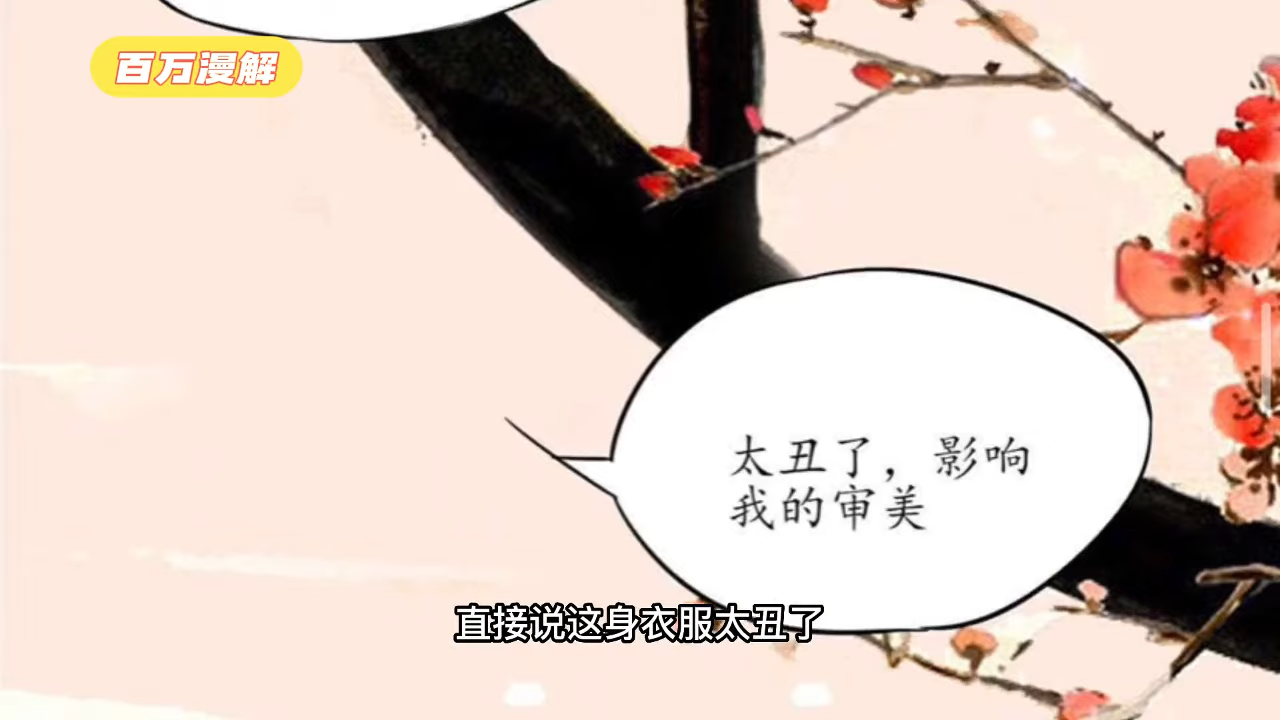 百万漫解
太丑了，影响
我的审美
直接说这身衣服太丑了